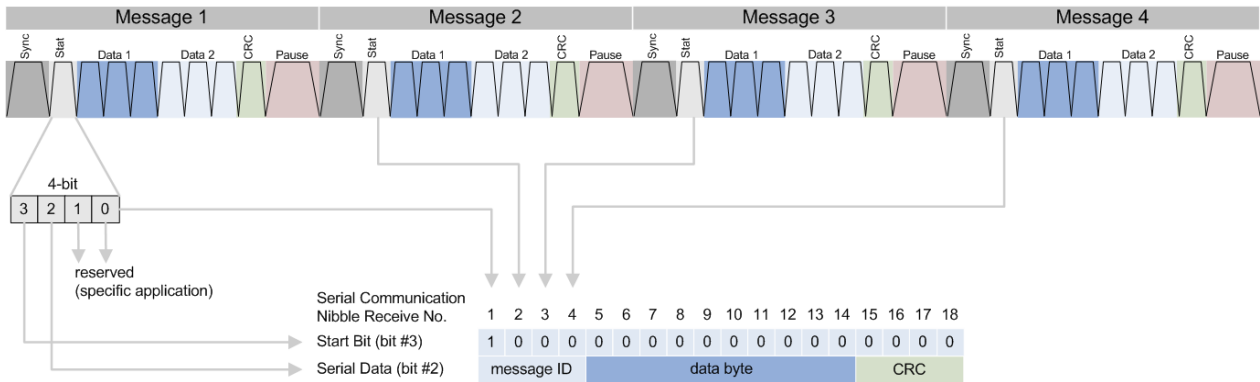 Message 1 Message 2 Message 3 Message 4
Sync Stat Data 1 Data 2 CRC Pause Sync Stat Data 1 Data 2 CRC Pause Sync Stat Data 1 Data 2 CRC Pause Sync Stat Data 1 Data 2 CRC Pause
4-bit
3 2 1 0
reserved
(specific application)
Serial Communication
Nibble Receive No. 1 2 3 4 5 6 7 8 9 10 11 12 13 14 15 16 17 18
Start Bit (bit #3) 1 0 0 0 0 0 0 0 0 0 0 0 0 0 0 0 0 0
Serial Data (bit #2) message ID data byte CRC